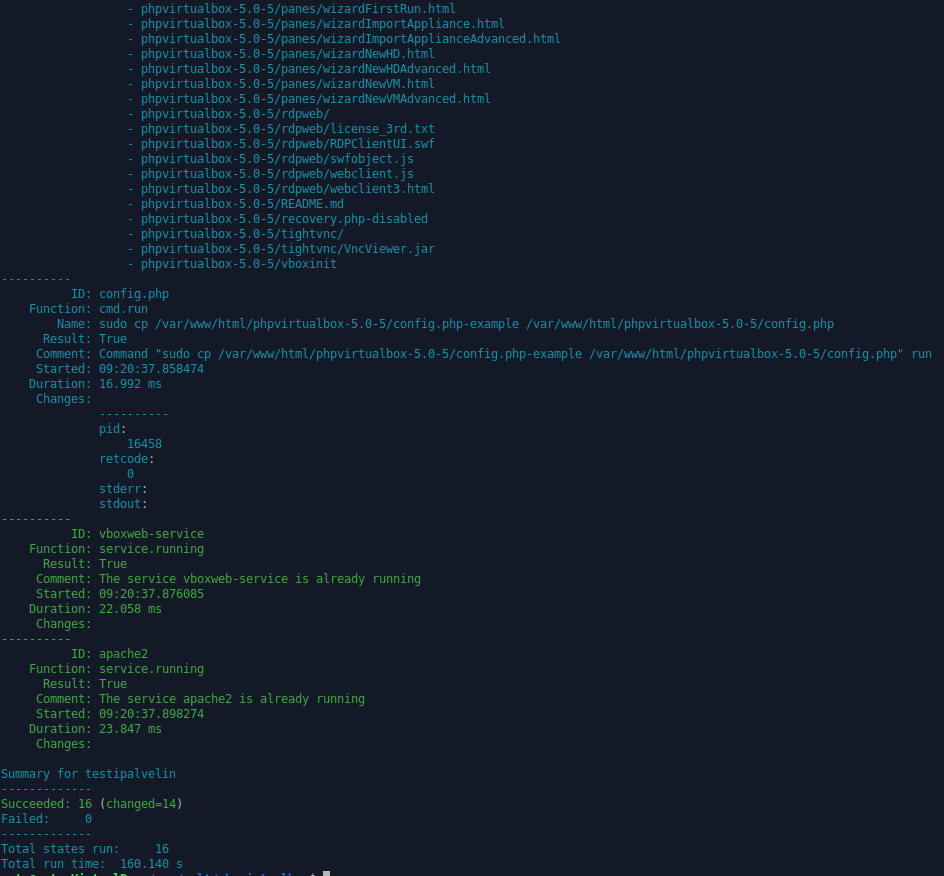 - phpvirtualbox-5.0-5/panes/wizardFirstRun.html
- phpvirtualbox-5.0-5/panes/wizardImportAppliance.html
- phpvirtualbox-5.0-5/panes/wizardImportApplianceAdvanced.html
- phpvirtualbox-5.0-5/panes/wizardNewHD.html
- phpvirtualbox-5.0-5/panes/wizardNewHDAdvanced.html
- phpvirtualbox-5.0-5/panes/wizardNewVM.html
- phpvirtualbox-5.0-5/panes/wizardNewVMAdvanced.html
- phpvirtualbox-5.0-5/rdpweb/
- phpvirtualbox-5.0-5/rdpweb/license_3rd.txt
- phpvirtualbox-5.0-5/rdpweb/RDPClientUI.swf
- phpvirtualbox-5.0-5/rdpweb/swfobject.js
- phpvirtualbox-5.0-5/rdpweb/webclient.js
- phpvirtualbox-5.0-5/rdpweb/webclient3.html
- phpvirtualbox-5.0-5/README.md
- phpvirtualbox-5.0-5/recovery.php-disabled
- phpvirtualbox-5.0-5/tightvnc/
- phpvirtualbox-5.0-5/tightvnc/VncViewer.jar
- phpvirtualbox-5.0-5/vboxinit
----------
ID: config.php
Function: cmd.run
Name: sudo cp /var/www/html/phpvirtualbox-5.0-5/config.php-example /var/www/html/phpvirtualbox-5.0-5/config.php
Result: True
Comment: Command "sudo cp /var/www/html/phpvirtualbox-5.0-5/config.php-example /var/www/html/phpvirtualbox-5.0-5/config.php" run
Started: 09:20:37.858474
Duration: 16.992 ms
Changes:
----------
pid:
16458
retcode:
0
stderr:
stdout:
----------
ID: vboxweb-service
Function: service.running
Result: True
Comment: The service vboxweb-service is already running
Started: 09:20:37.876085
Duration: 22.058 ms
Changes:
----------
ID: apache2
Function: service.running
Result: True
Comment: The service apache2 is already running
Started: 09:20:37.898274
Duration: 23.847 ms
Changes:
Summary for testipalvelin
-------------
Succeeded: 16 (changed=14)
Failed: 0
-------------
Total states run: 16
Total run time: 160.140 s